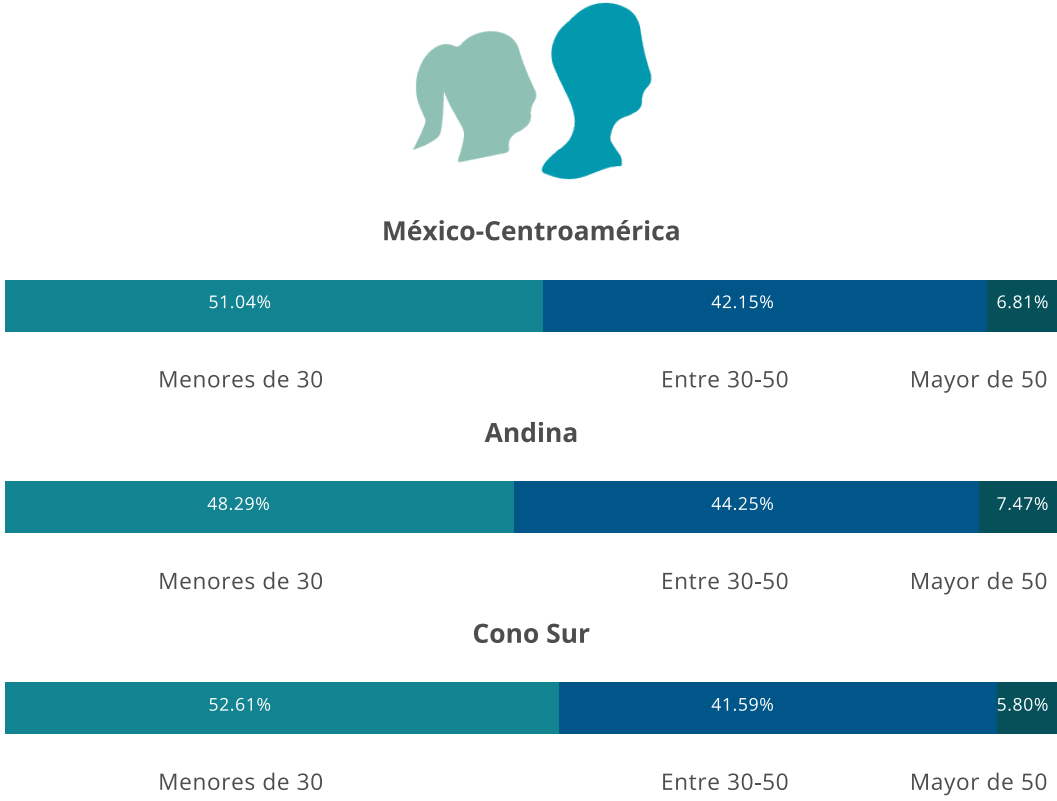 México-Centroamérica
51.04% 42.15% 6.81%
Menores de 30 Entre 30-50 Mayor de 50
Andina
48.29% 44.25% 7.47%
Menores de 30 Entre 30-50 Mayor de 50
Cono Sur
52.61% 41.59% 5.80%
Menores de 30 Entre 30-50 Mayor de 50